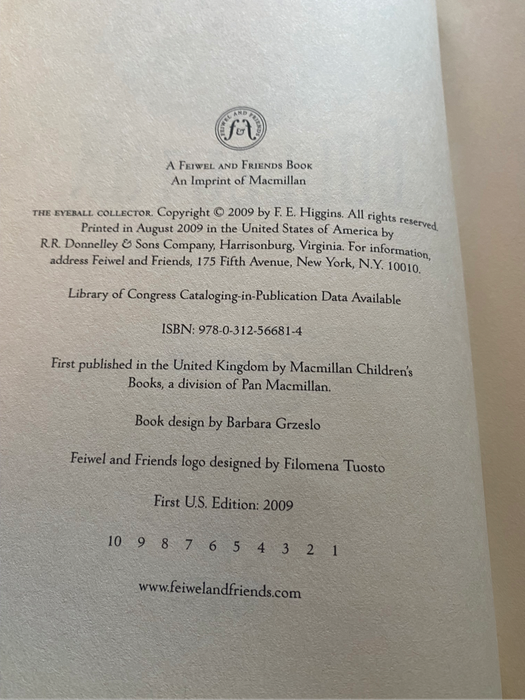 FEIWEL AND FRIENDS
f&f
A Feiwel and Friends Book
An Imprint of Macmillan
THE EYEBALL COLLECTOR. Copyright © 2009 by F. E. Higgins. All rights reserved.
Printed in August 2009 in the United States of America by
R.R. Donnelley & Sons Company, Harrisonburg, Virginia. For information,
address Feiwel and Friends, 175 Fifth Avenue, New York, N.Y. 10010.
Library of Congress Cataloging-in-Publication Data Available
ISBN: 978-0-312-56681-4
First published in the United Kingdom by Macmillan Children's
Books, a division of Pan Macmillan.
Book design by Barbara Grzeslo
Feiwel and Friends logo designed by Filomena Tuosto
First U.S. Edition: 2009
10 9 8 7 6 5 4 3 2 1
www.feiwelandfriends.com